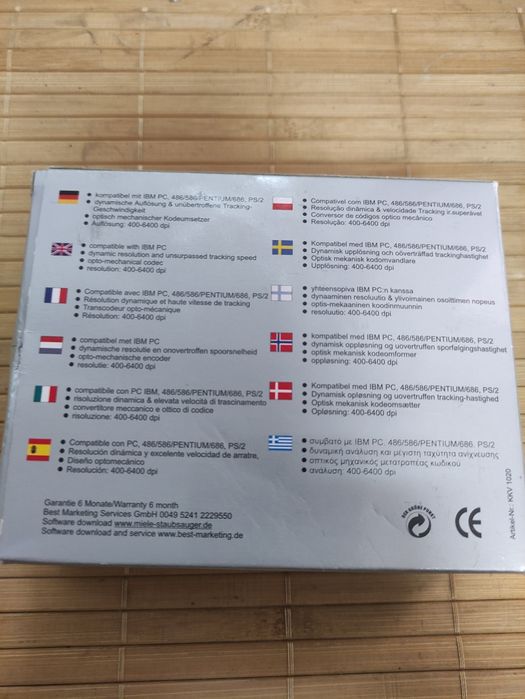 kompatibel mit IBM PC, 486/586/PENTIUM/686, PS/2
dynamische Auflösung & unübertroffene Tracking-
Geschwindigkeit
optisch mechanischer Kodeumsetzer
Auflösung: 400-6400 dpi
compatible with IBM PC
dynamic resolution and unsurpassed tracking speed
opto-mechanical codec
resolution: 400-6400 dpi
Compatible avec IBM PC, 486/586/PENTIUM/686, PS/2
Résolution dynamique et haute vitesse de tracking
Transcodeur opto-mécanique
Résolution: 400-6400 dpi
compatibel met IBM PC
dynamische resolutie en onovertroffen spoorsnelheid
opto-mechanische encoder
resolutie: 400-6400 dpi
compatibile con PC IBM, 486/586/PENTIUM/686, PS/2
risoluzione dinamica & elevata velocità di trascinamento
convertitore meccanico e ottico di codice
risoluzione: 400-6400 dpi
Compatible con PC, 486/586/PENTIUM/686, PS/2
Resolución dinámica y excelente velocidad de arratre,
Diseño optomecánico
Resolución: 400-6400 dpi
Compativel com IBM PC, 486/586/PENTIUM/686, PS/2
Resolução dinâmica & velocidade Tracking ir.superável
Conversor de códigos optico mecânico
Resolução: 400-6400 dpi
Kompatibel med IBM PC, 486/586/PENTIUM/686, PS/2
Dynamisk upplösning och oöverträffad trackinghastighet
Optisk mekanisk kodomvandlare
Upplösning: 400-6400 dpi
yhteensopiva IBM PC:n kanssa
dynaaminen resoluutio & ylivoimainen osoittimen nopeus
optis-mekaaninen koodinmuunnin
resoluutio: 400-6400 dpi
kompatibel med IBM PC, 486/586/PENTIUM/686, PS/2
dynamisk oppløsning og uovertruffen sporfølgingshastighet
optisk mekanisk kodeomformer
oppløsning: 400-6400 dpi
Kompatibel med IBM PC, 486/586/PENTIUM/686, PS/2
Dynamisk opløsning og uovertruffen tracking-hastighed
Optisk mekanisk kodeomsætter
Opløsning: 400-6400 dpi
συμβατό με IBM PC, 486/586/PENTIUM/686, PS/2
δυναμική ανάλυση και μέγιστη ταχύτητα ανίχνευσης
οπτικος μηχανικός μετατροπέας κωδικού
ανάλυση: 400-6400 dpi
Garantie 6 Monate/Warranty 6 month
Best Marketing Services GmbH 0049 5241 2229550
Software download www.miele-staubsauger.de
Software download and service www.best-marketing.de
DER GRÜNE PUNKT
CE
Artikel-Nr.: KKV 1020